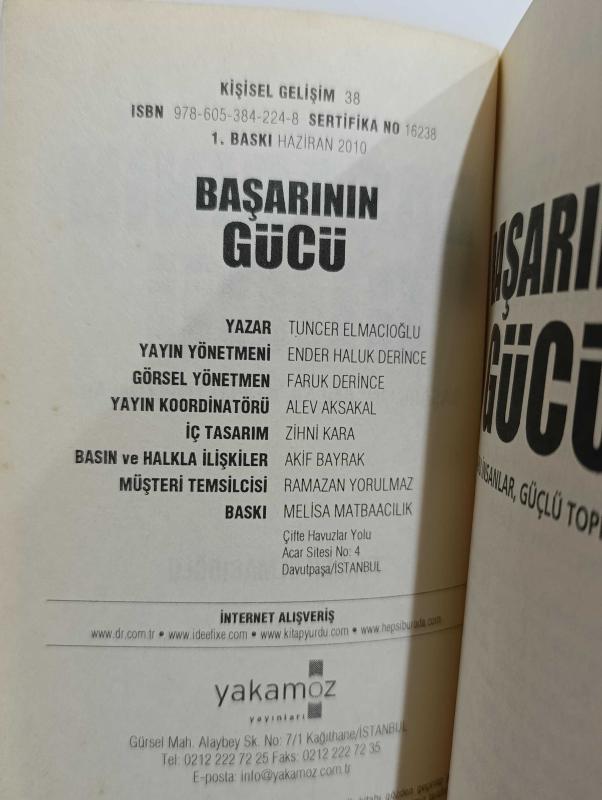 KİŞİSEL GELİŞİM 38
ISBN 978-605-384-224-8 SERTİFİKA NO 16238
1. BASKI HAZİRAN 2010
BAŞARININ
GÜCÜ
YAZAR TUNCER ELMACIOĞLU
YAYIN YÖNETMENİ ENDER HALUK DERİNCE
GÖRSEL YÖNETMEN FARUK DERİNCE
YAYIN KOORDİNATÖRÜ ALEV AKSAKAL
İÇ TASARIM ZİHNİ KARA
BASIN ve HALKLA İLİŞKİLER AKİF BAYRAK
MÜŞTERİ TEMSİLCİSİ RAMAZAN YORULMAZ
BASKI MELİSA MATBAACILIK
Çifte Havuzlar Yolu
Acar Sitesi No: 4
Davutpaşa/İSTANBUL
İNTERNET ALIŞVERİŞ
www.dr.com.tr • www.ideefixe.com • www.kitapyurdu.com • www.hepsiburada.com
yakamoz
yayınları
Gürsel Mah. Alaybey Sk. No: 7/1 Kağıthane/İSTANBUL
Tel: 0212 222 72 25 Faks: 0212 222 72 35
E-posta: info@yakamoz.com.tr
GÜCÜ
İNSANLAR, GÜÇLÜ